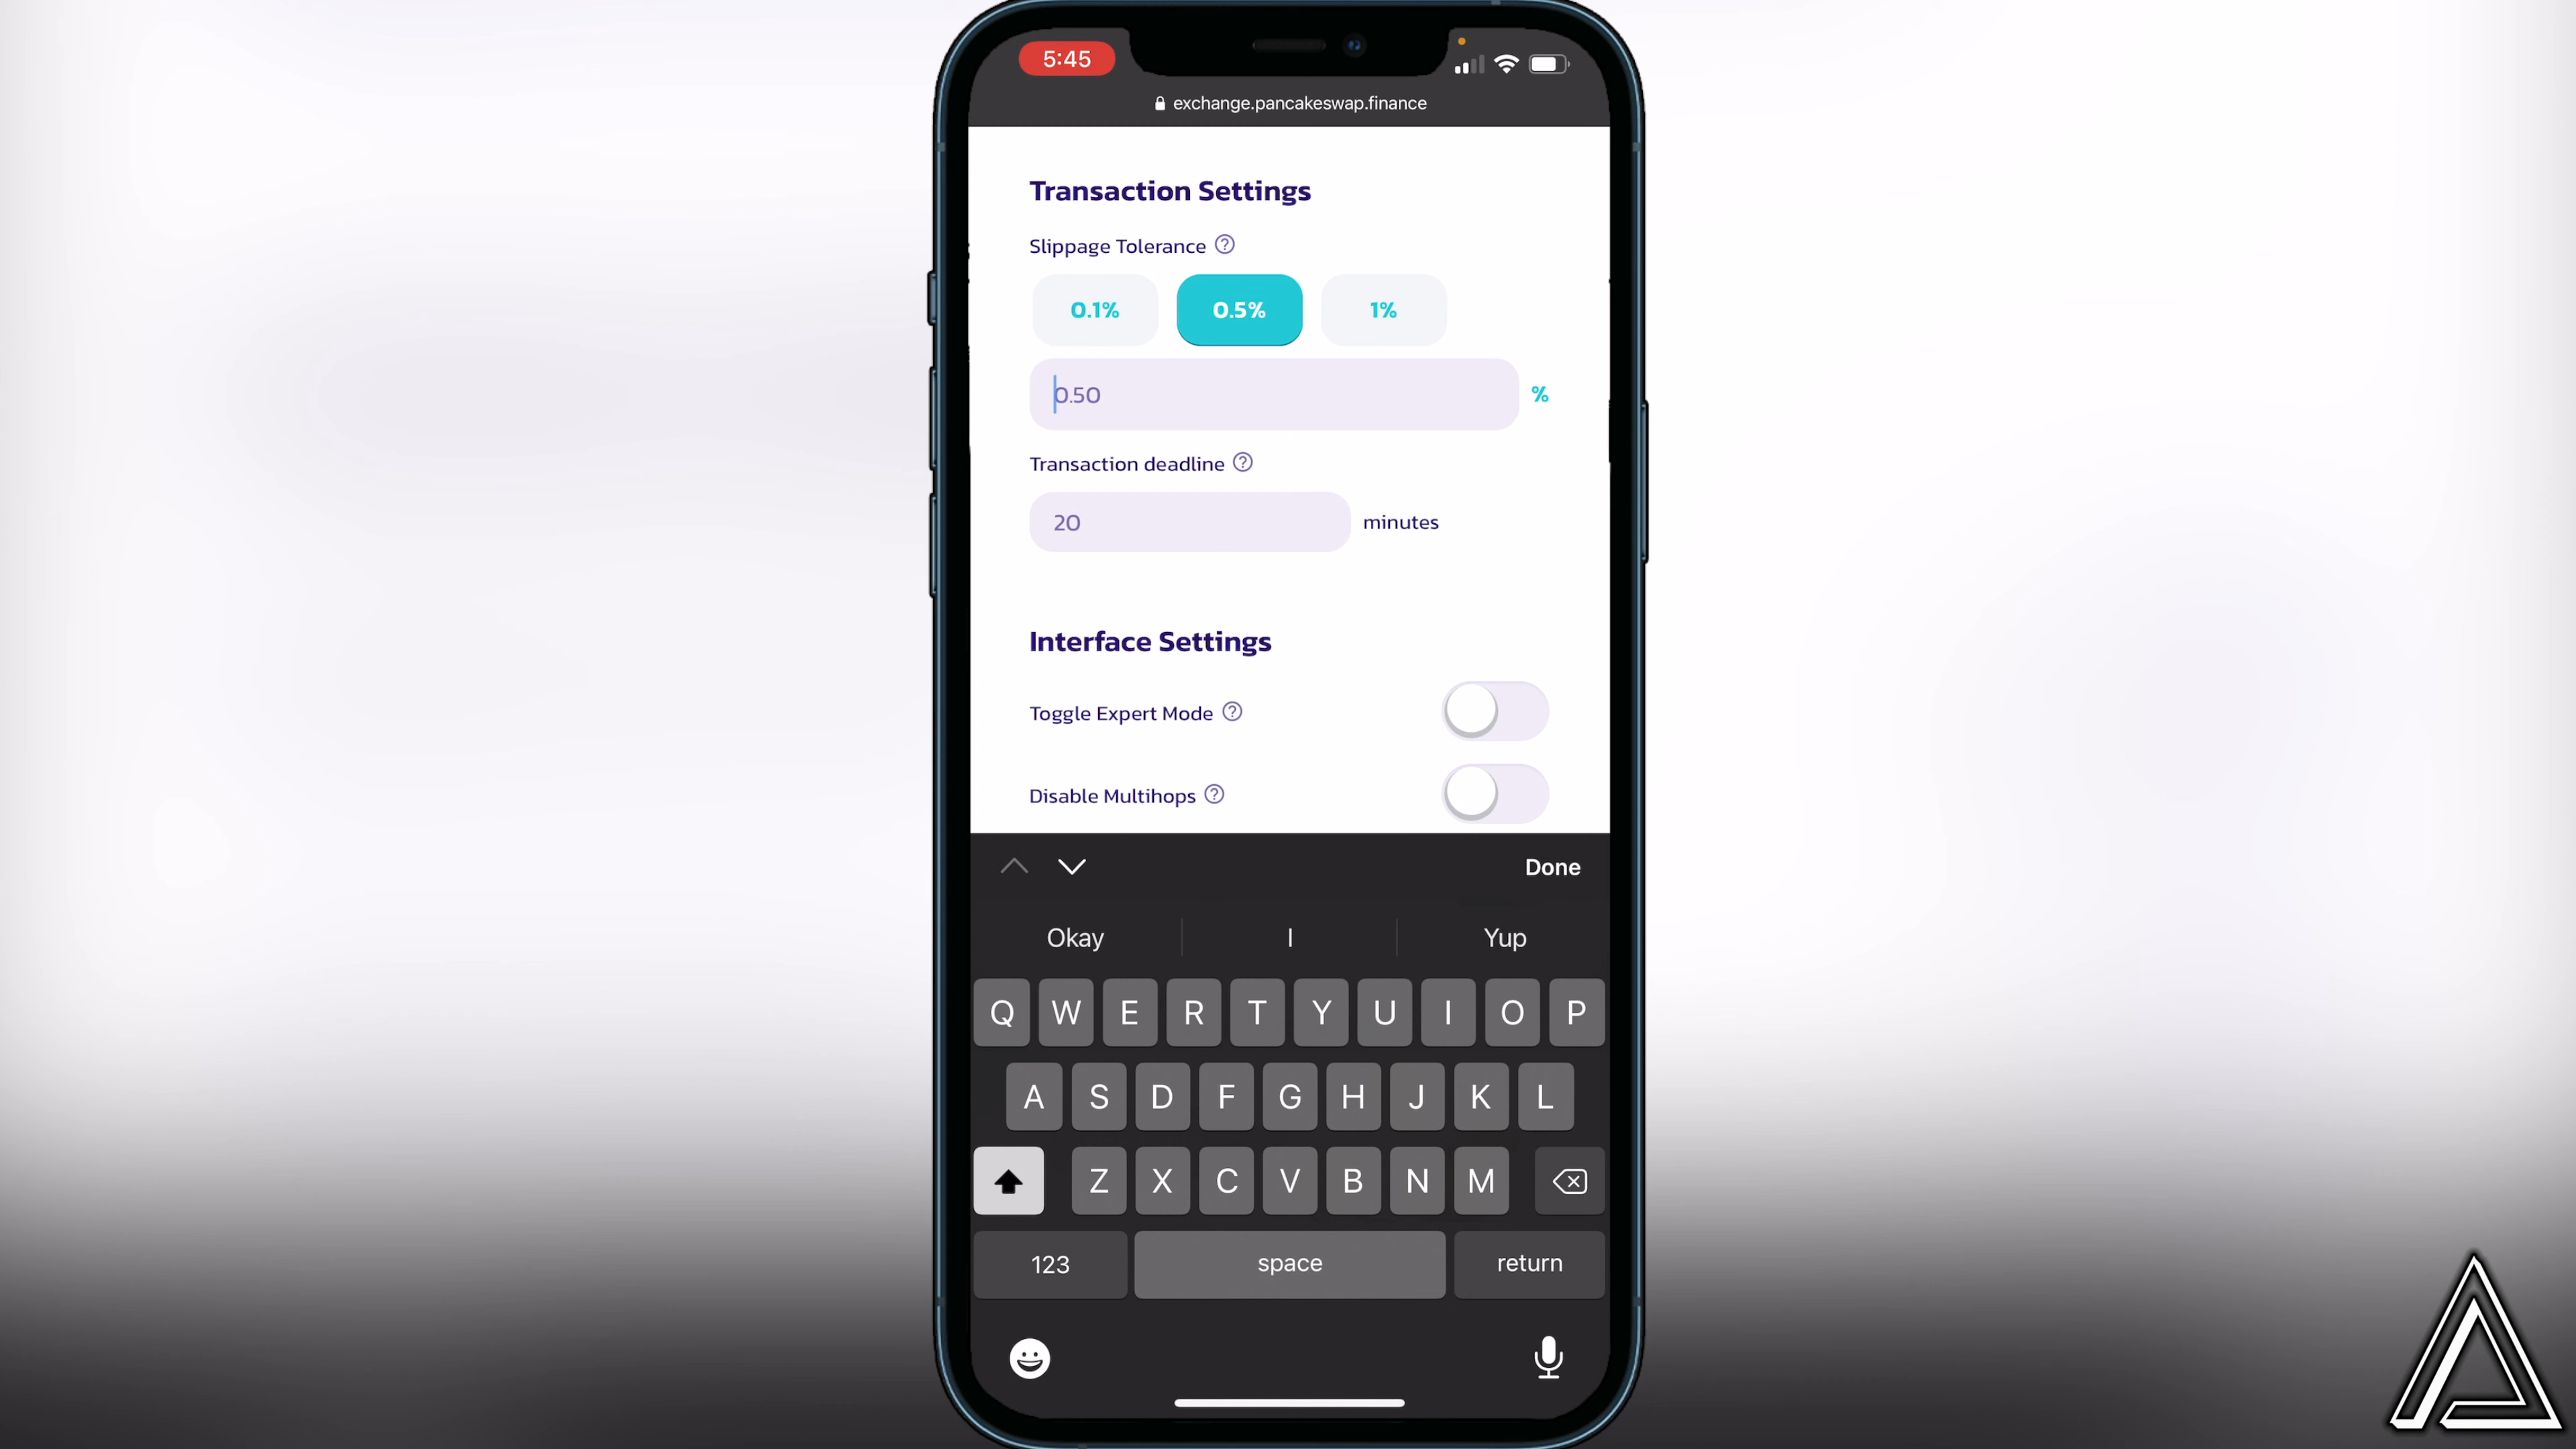 5:45
exchange.pancakeswap.finance
Transaction Settings
Slippage Tolerance ?
0.1% 0.5% 1%
0.50 %
Transaction deadline ?
20 minutes
Interface Settings
Toggle Expert Mode ?
Disable Multihops ?
Done
Okay I Yup
Q W E R T Y U I O P
A S D F G H J K L
Z X C V B N M
123 space return